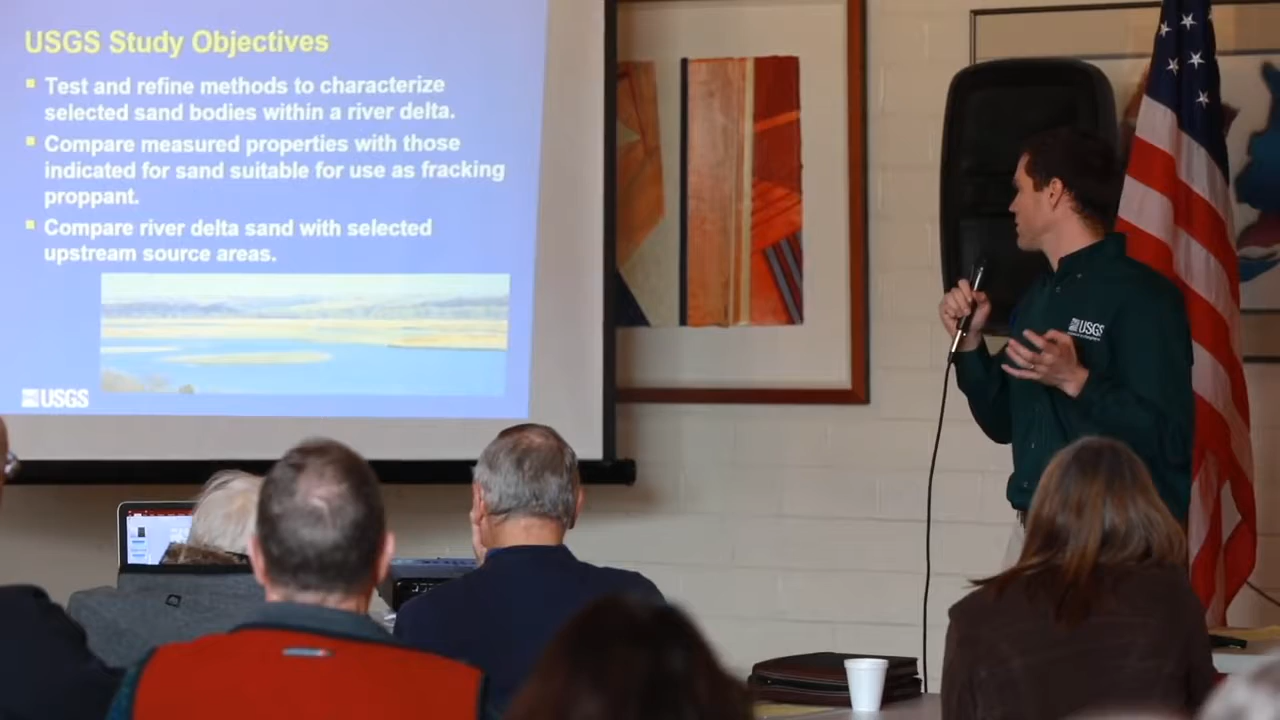 USGS Study Objectives
Test and refine methods to characterize
selected sand bodies within a river delta.
Compare measured properties with those
indicated for sand suitable for use as fracking
proppant.
Compare river delta sand with selected
upstream source areas.
USGS
USGS